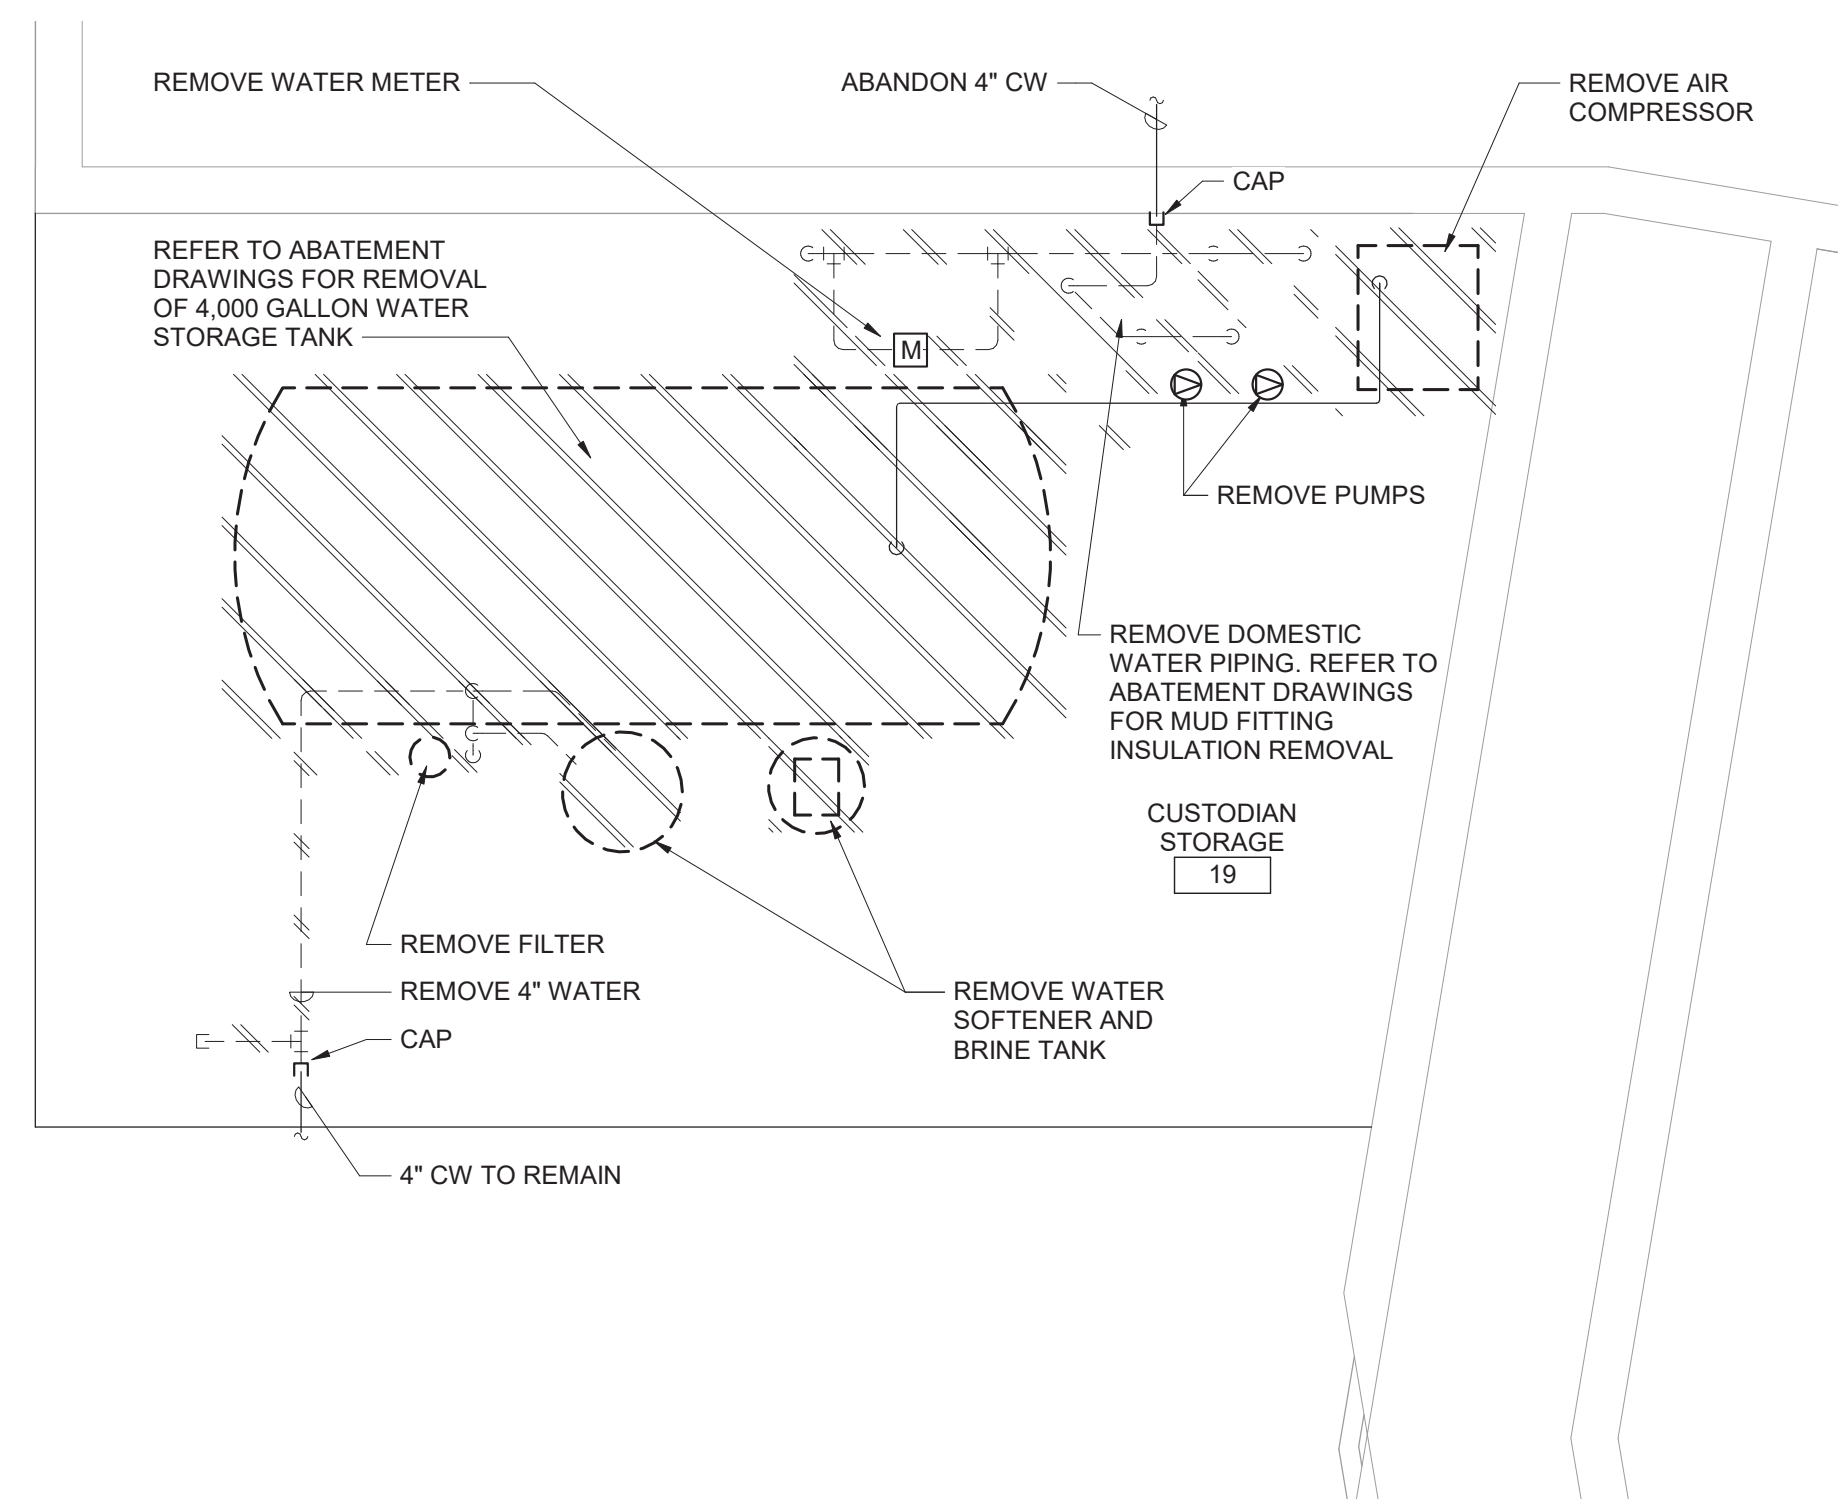 REMOVE WATER METER
ABANDON 4" CW
REMOVE AIR
COMPRESSOR
CAP
REFER TO ABATEMENT
DRAWINGS FOR REMOVAL
OF 4,000 GALLON WATER
STORAGE TANK
M
REMOVE PUMPS
REMOVE DOMESTIC
WATER PIPING. REFER TO
ABATEMENT DRAWINGS
FOR MUD FITTING
INSULATION REMOVAL
CUSTODIAN
STORAGE
19
REMOVE FILTER
REMOVE 4" WATER
CAP
REMOVE WATER
SOFTENER AND
BRINE TANK
4" CW TO REMAIN